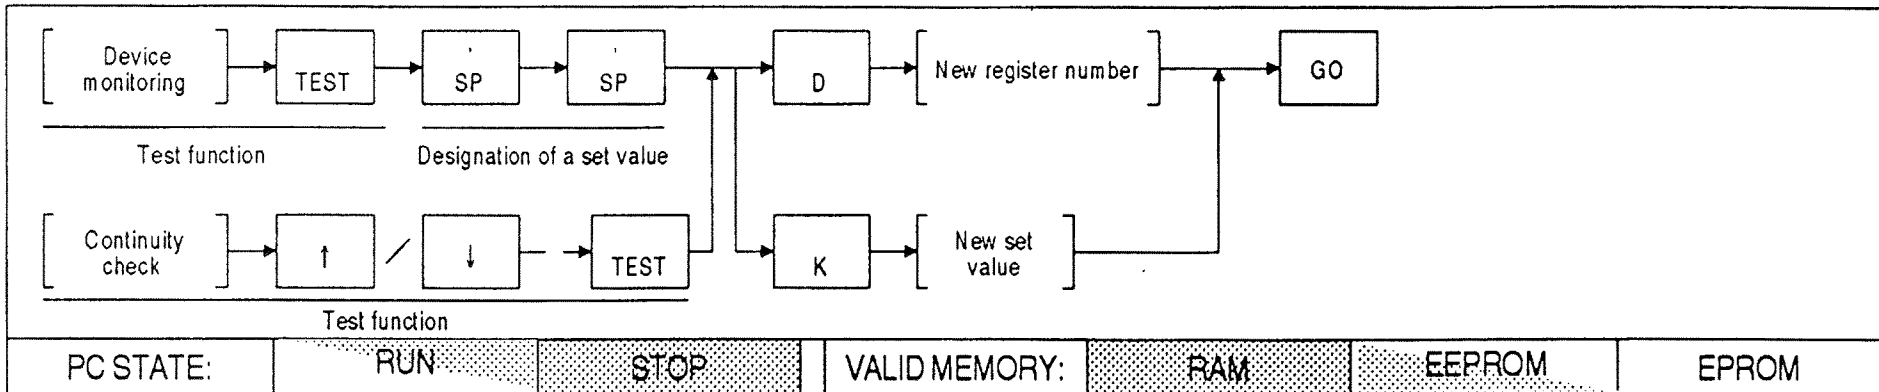 Device
monitoring
TEST
SP
SP
D
New register number
GO
Test function
Designation of a set value
Continuity
check
↑
/
↓
TEST
K
New set
value
Test function
PC STATE:
RUN
STOP
VALID MEMORY:
RAM
EEPROM
EPROM